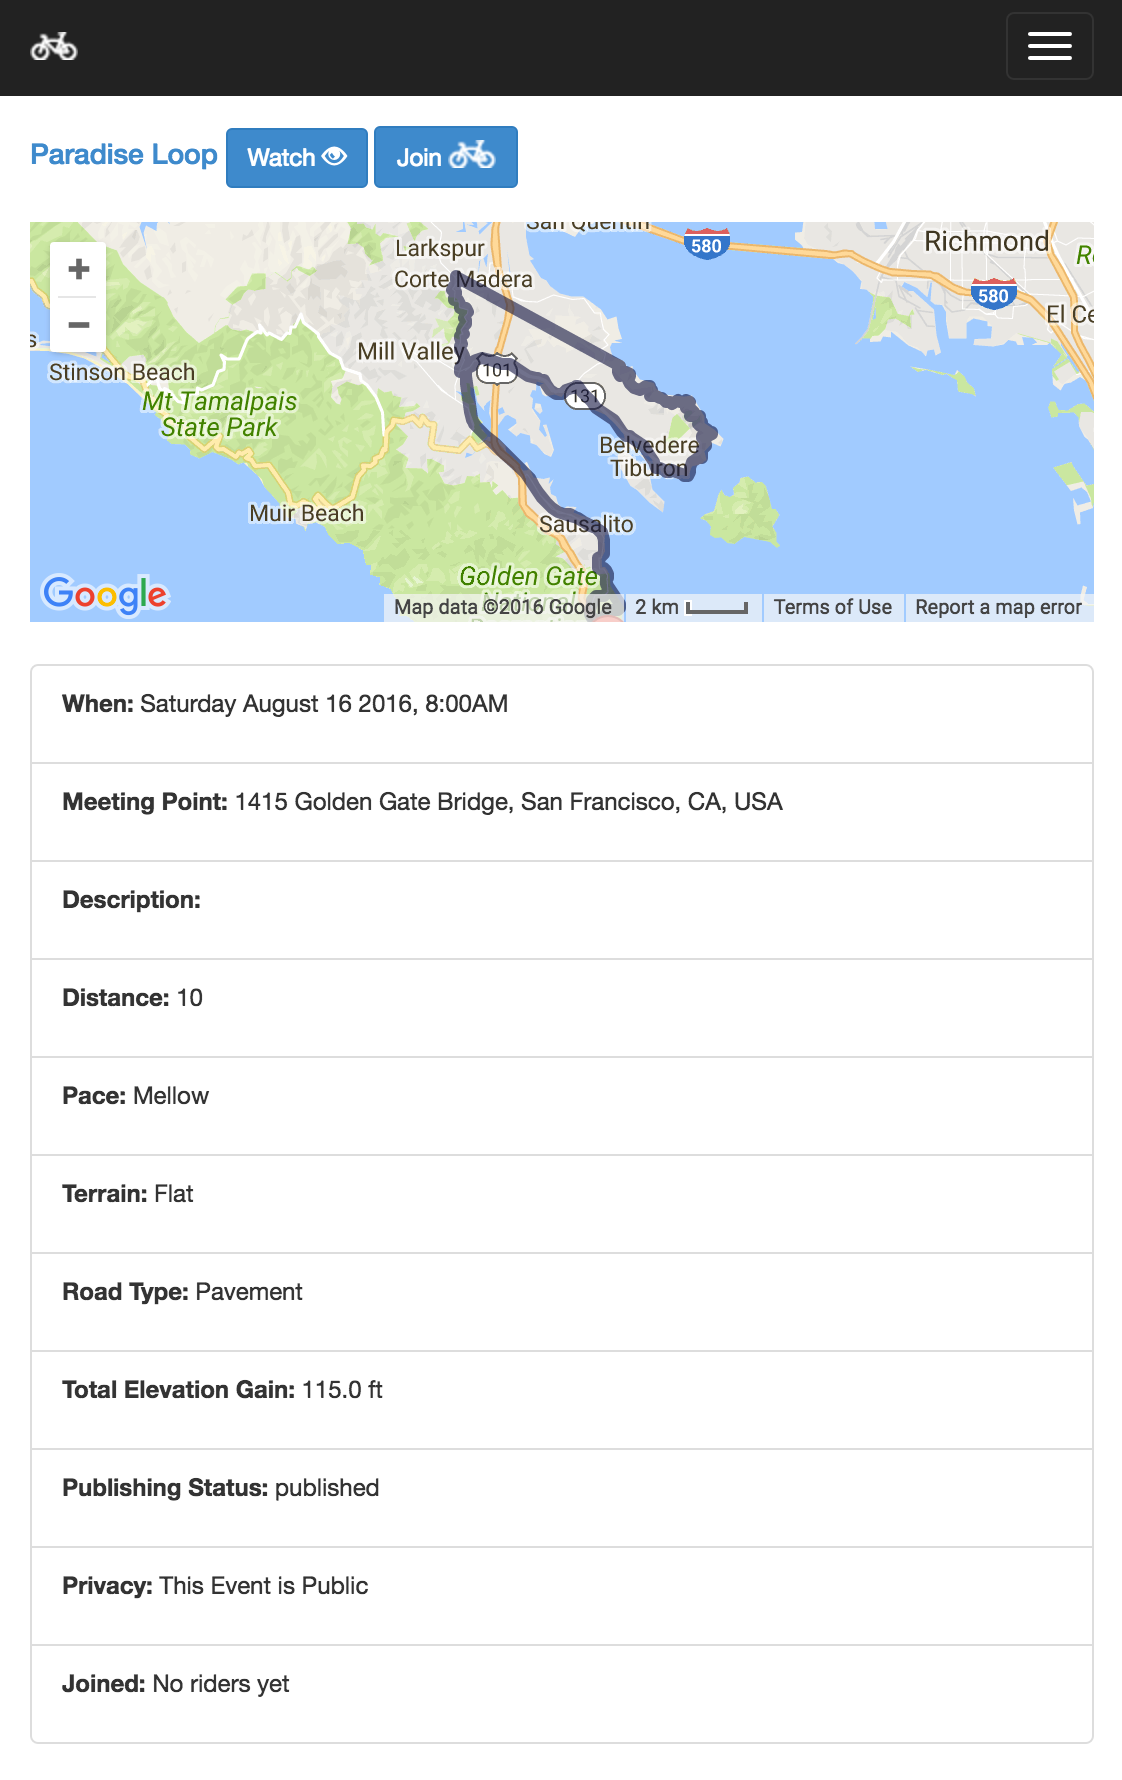 Paradise Loop Watch Join
San Quentin
Larkspur
Richmond
580
Corte Madera
580
El Ce
Mill Valley
101
Stinson Beach
131
Mt Tamalpais
State Park
Belvedere
Tiburon
Muir Beach
Sausalito
Golden Gate
National
Google
Map data ©2016 Google 2 km Terms of Use Report a map error
When: Saturday August 16 2016, 8:00AM
Meeting Point: 1415 Golden Gate Bridge, San Francisco, CA, USA
Description:
Distance: 10
Pace: Mellow
Terrain: Flat
Road Type: Pavement
Total Elevation Gain: 115.0 ft
Publishing Status: published
Privacy: This Event is Public
Joined: No riders yet